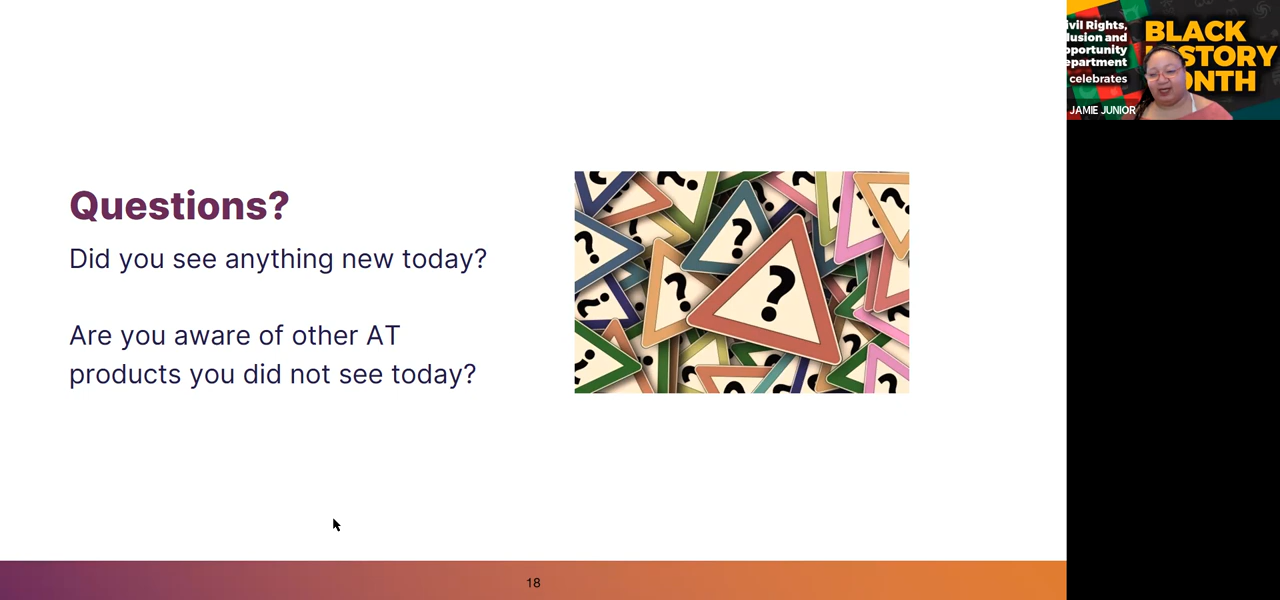 Questions?
Did you see anything new today?
Are you aware of other AT
products you did not see today?
?
?
?
?
18
ivil Rights,
lusion and
pportunity
epartment
celebrates
BLACK
STORY
ONTH
JAMIE JUNIOR